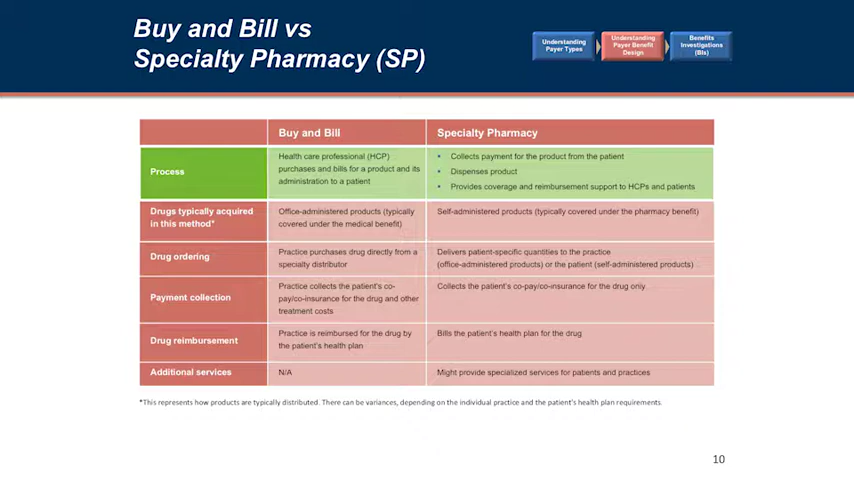 Buy and Bill vs
Specialty Pharmacy (SP)
Understanding
Payer Types
Understanding
Payer Benefit
Design
Benefits
Investigations
(BIs)
Buy and Bill
Specialty Pharmacy
Process
Health care professional (HCP)
purchases and bills for a product and its
administration to a patient
• Collects payment for the product from the patient
• Dispenses product
• Provides coverage and reimbursement support to HCPs and patients
Drugs typically acquired
in this method*
Office-administered products (typically
covered under the medical benefit)
Self-administered products (typically covered under the pharmacy benefit)
Drug ordering
Practice purchases drug directly from a
specialty distributor
Delivers patient-specific quantities to the practice
(office-administered products) or the patient (self-administered products)
Payment collection
Practice collects the patient's co-
pay/co-insurance for the drug and other
treatment costs
Collects the patient's co-pay/co-insurance for the drug only
Drug reimbursement
Practice is reimbursed for the drug by
the patient's health plan
Bills the patient's health plan for the drug
Additional services
N/A
Might provide specialized services for patients and practices
*This represents how products are typically distributed. There can be variances, depending on the individual practice and the patient's health plan requirements.
10